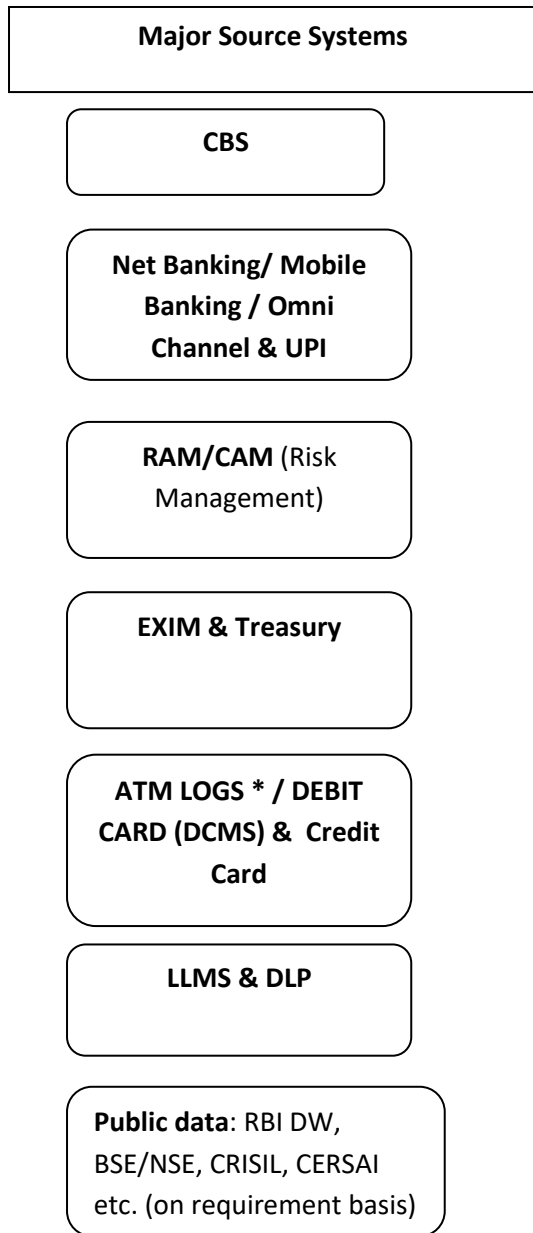 Major Source Systems
CBS
Net Banking/ Mobile
Banking / Omni
Channel & UPI
RAM/CAM (Risk
Management)
EXIM & Treasury
ATM LOGS * / DEBIT
CARD (DCMS) &  Credit
Card
LLMS & DLP
Public data: RBI DW,
BSE/NSE, CRISIL, CERSAI
etc. (on requirement basis)